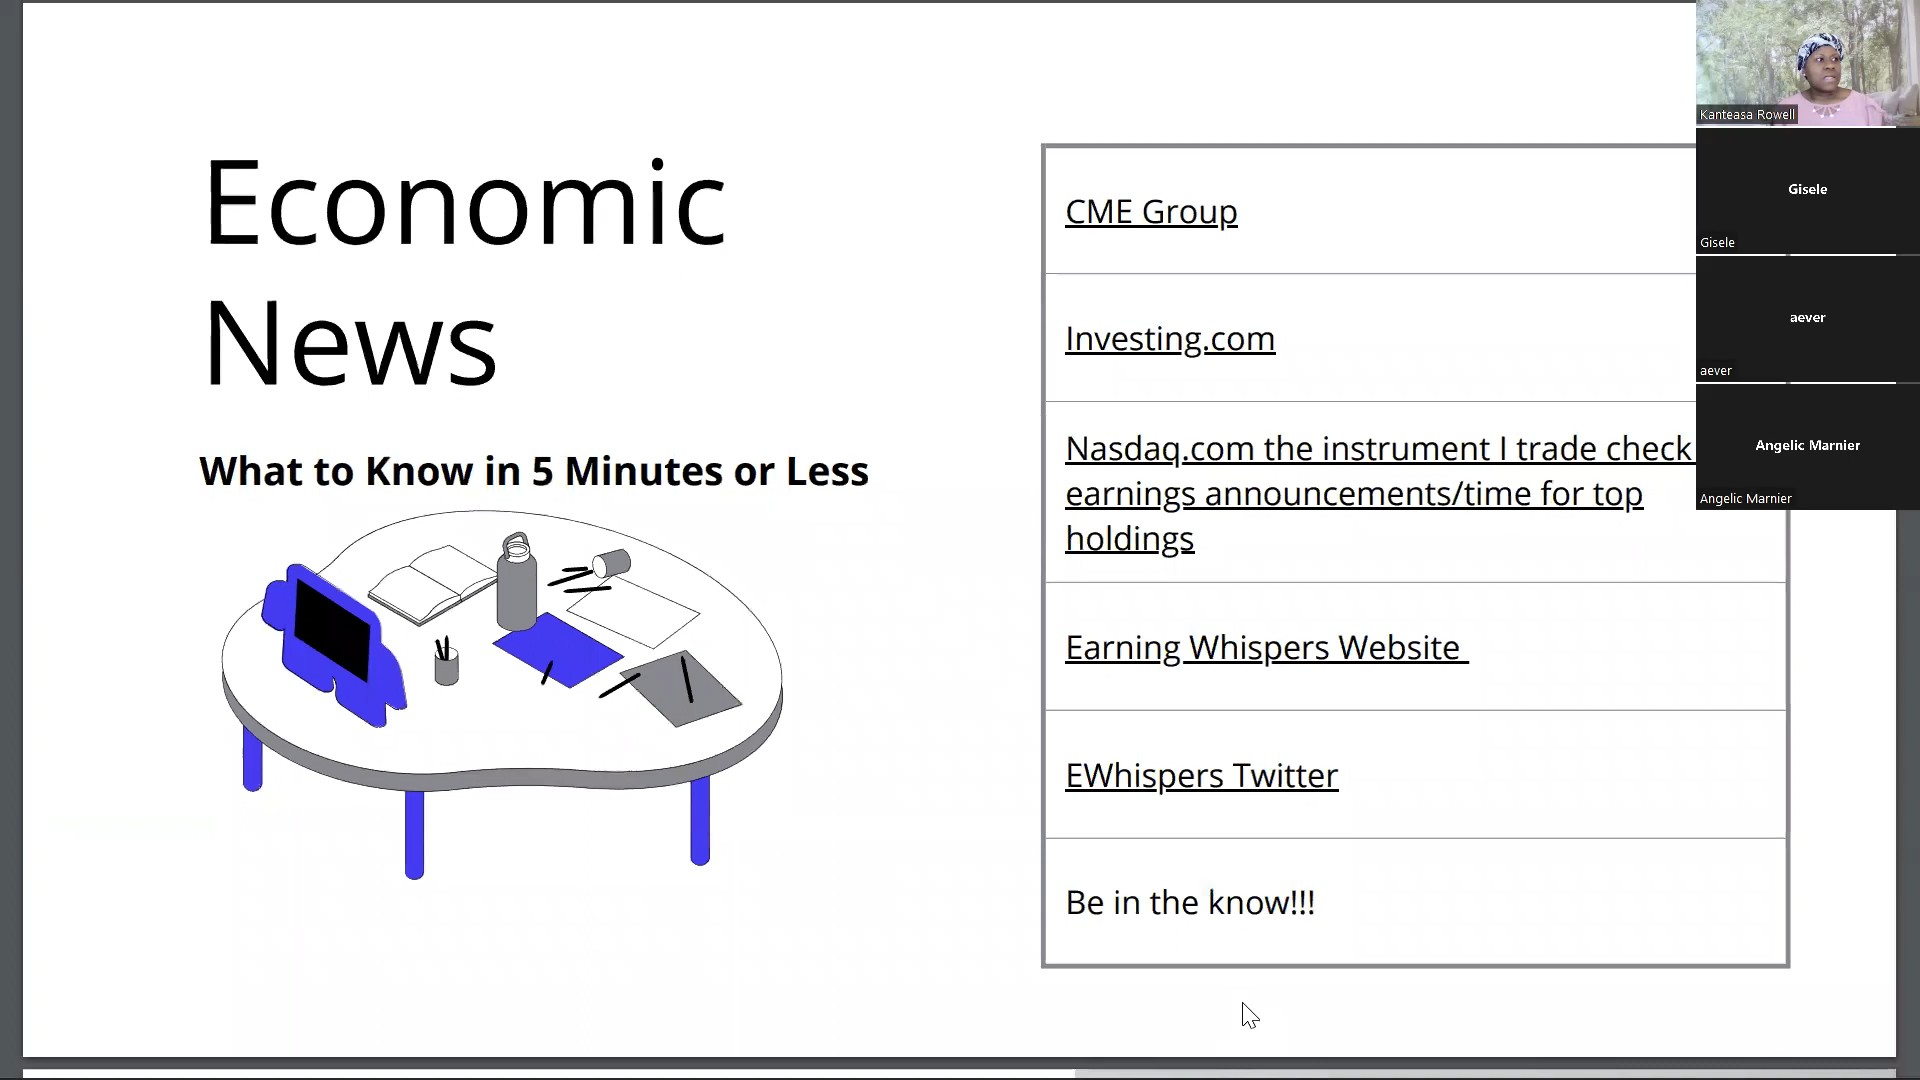 Economic
News
What to Know in 5 Minutes or Less
CME Group
Investing.com
Nasdaq.com the instrument I trade check
earnings announcements/time for top
holdings
Earning Whispers Website
EWhispers Twitter
Be in the know!!!
Kanteasa Rowell
Gisele
Gisele
aever
aever
Angelic Marnier
Angelic Marnier